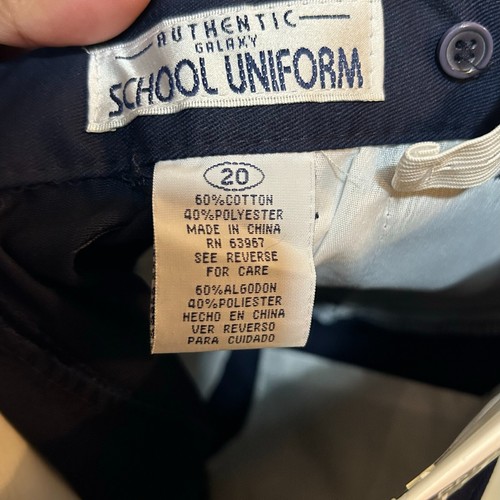 AUTHENTIC
GALAXY
SCHOOL UNIFORM
20
60%COTTON
40%POLYESTER
MADE IN CHINA
RN 63967
SEE REVERSE
FOR CARE
60%ALGODON
40%POLIESTER
HECHO EN CHINA
VER REVERSO
PARA CUIDADO